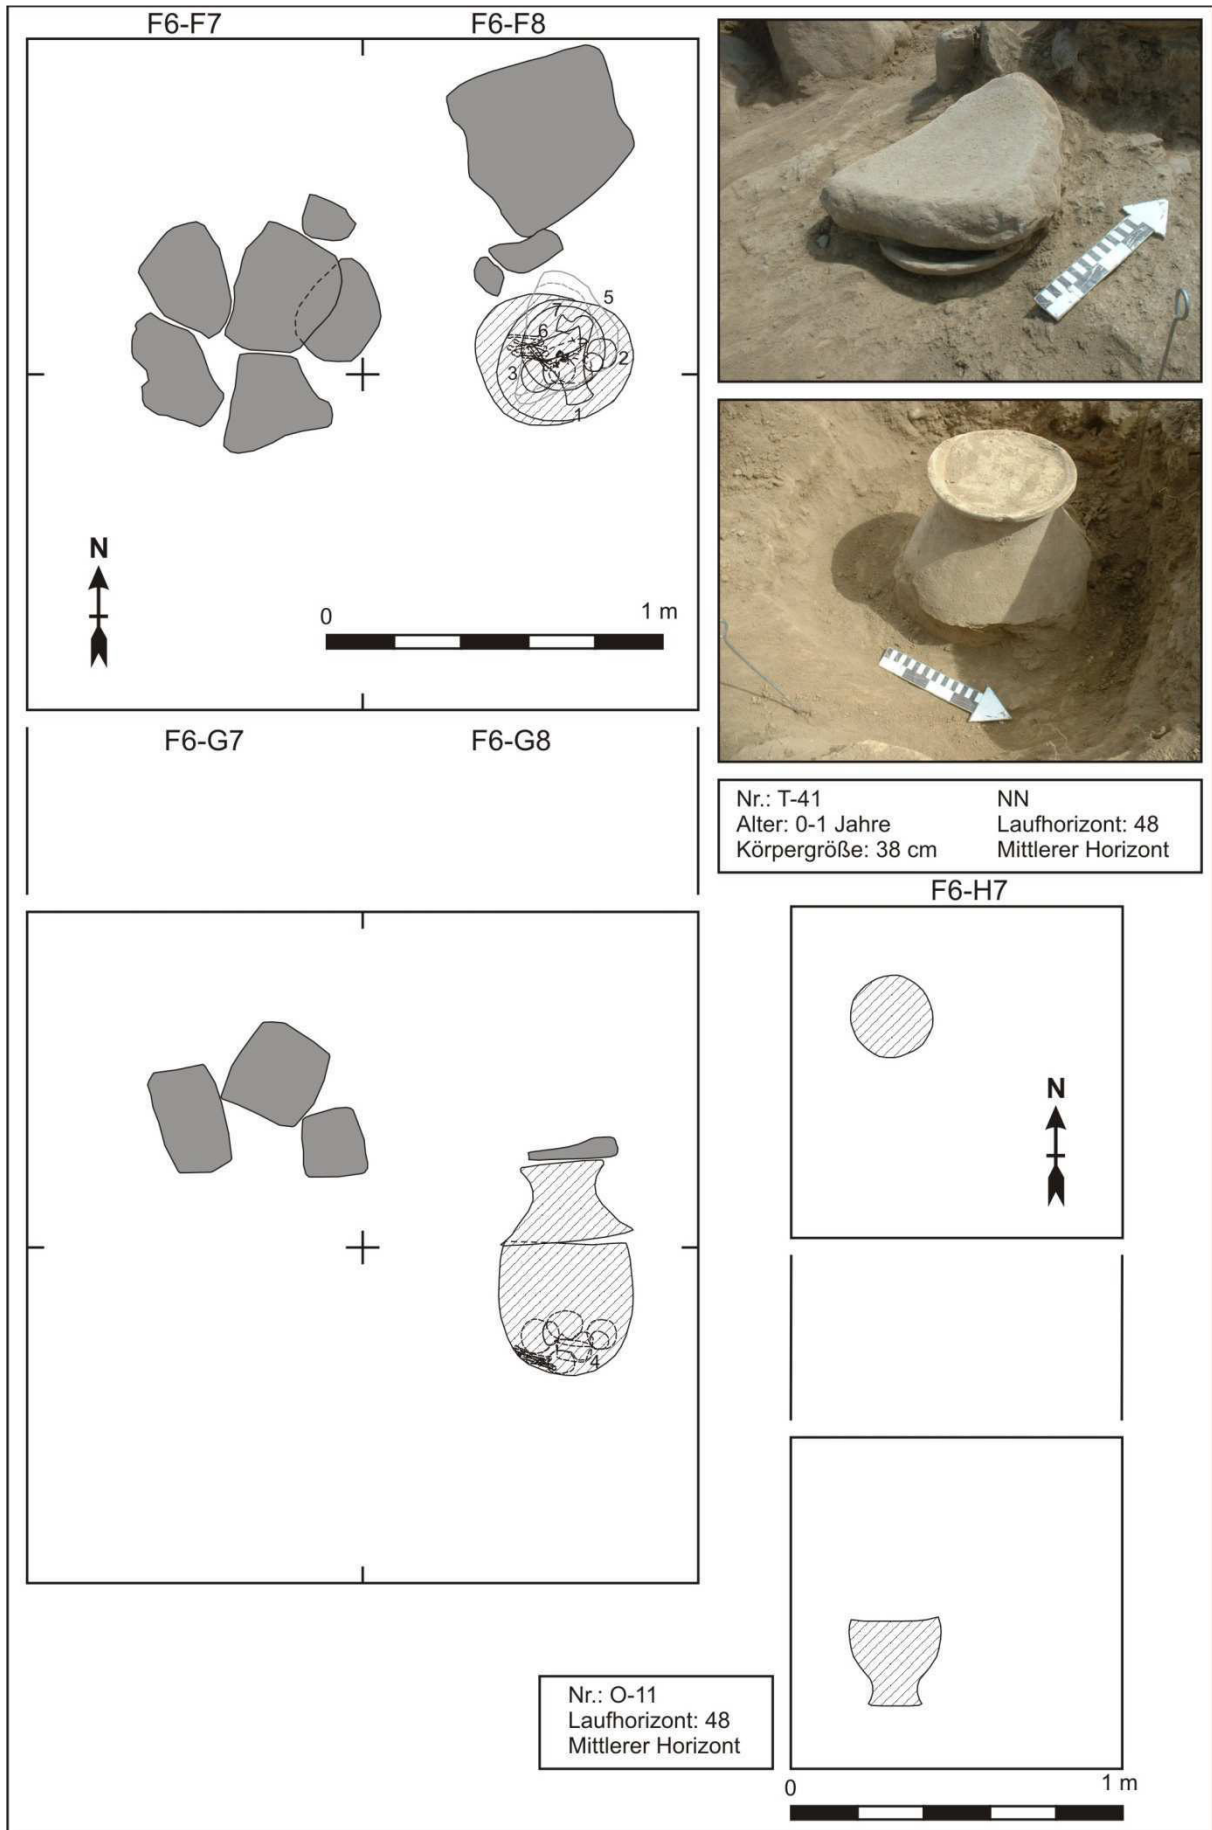 F6-F7 F6-F8
5
7
6
2
3
1
N
0 1 m
F6-G7 F6-G8
Nr.: T-41 NN
Alter: 0-1 Jahre Laufhorizont: 48
Körpergröße: 38 cm Mittlerer Horizont
F6-H7
N
4
Nr.: O-11
Laufhorizont: 48
Mittlerer Horizont
0 1 m